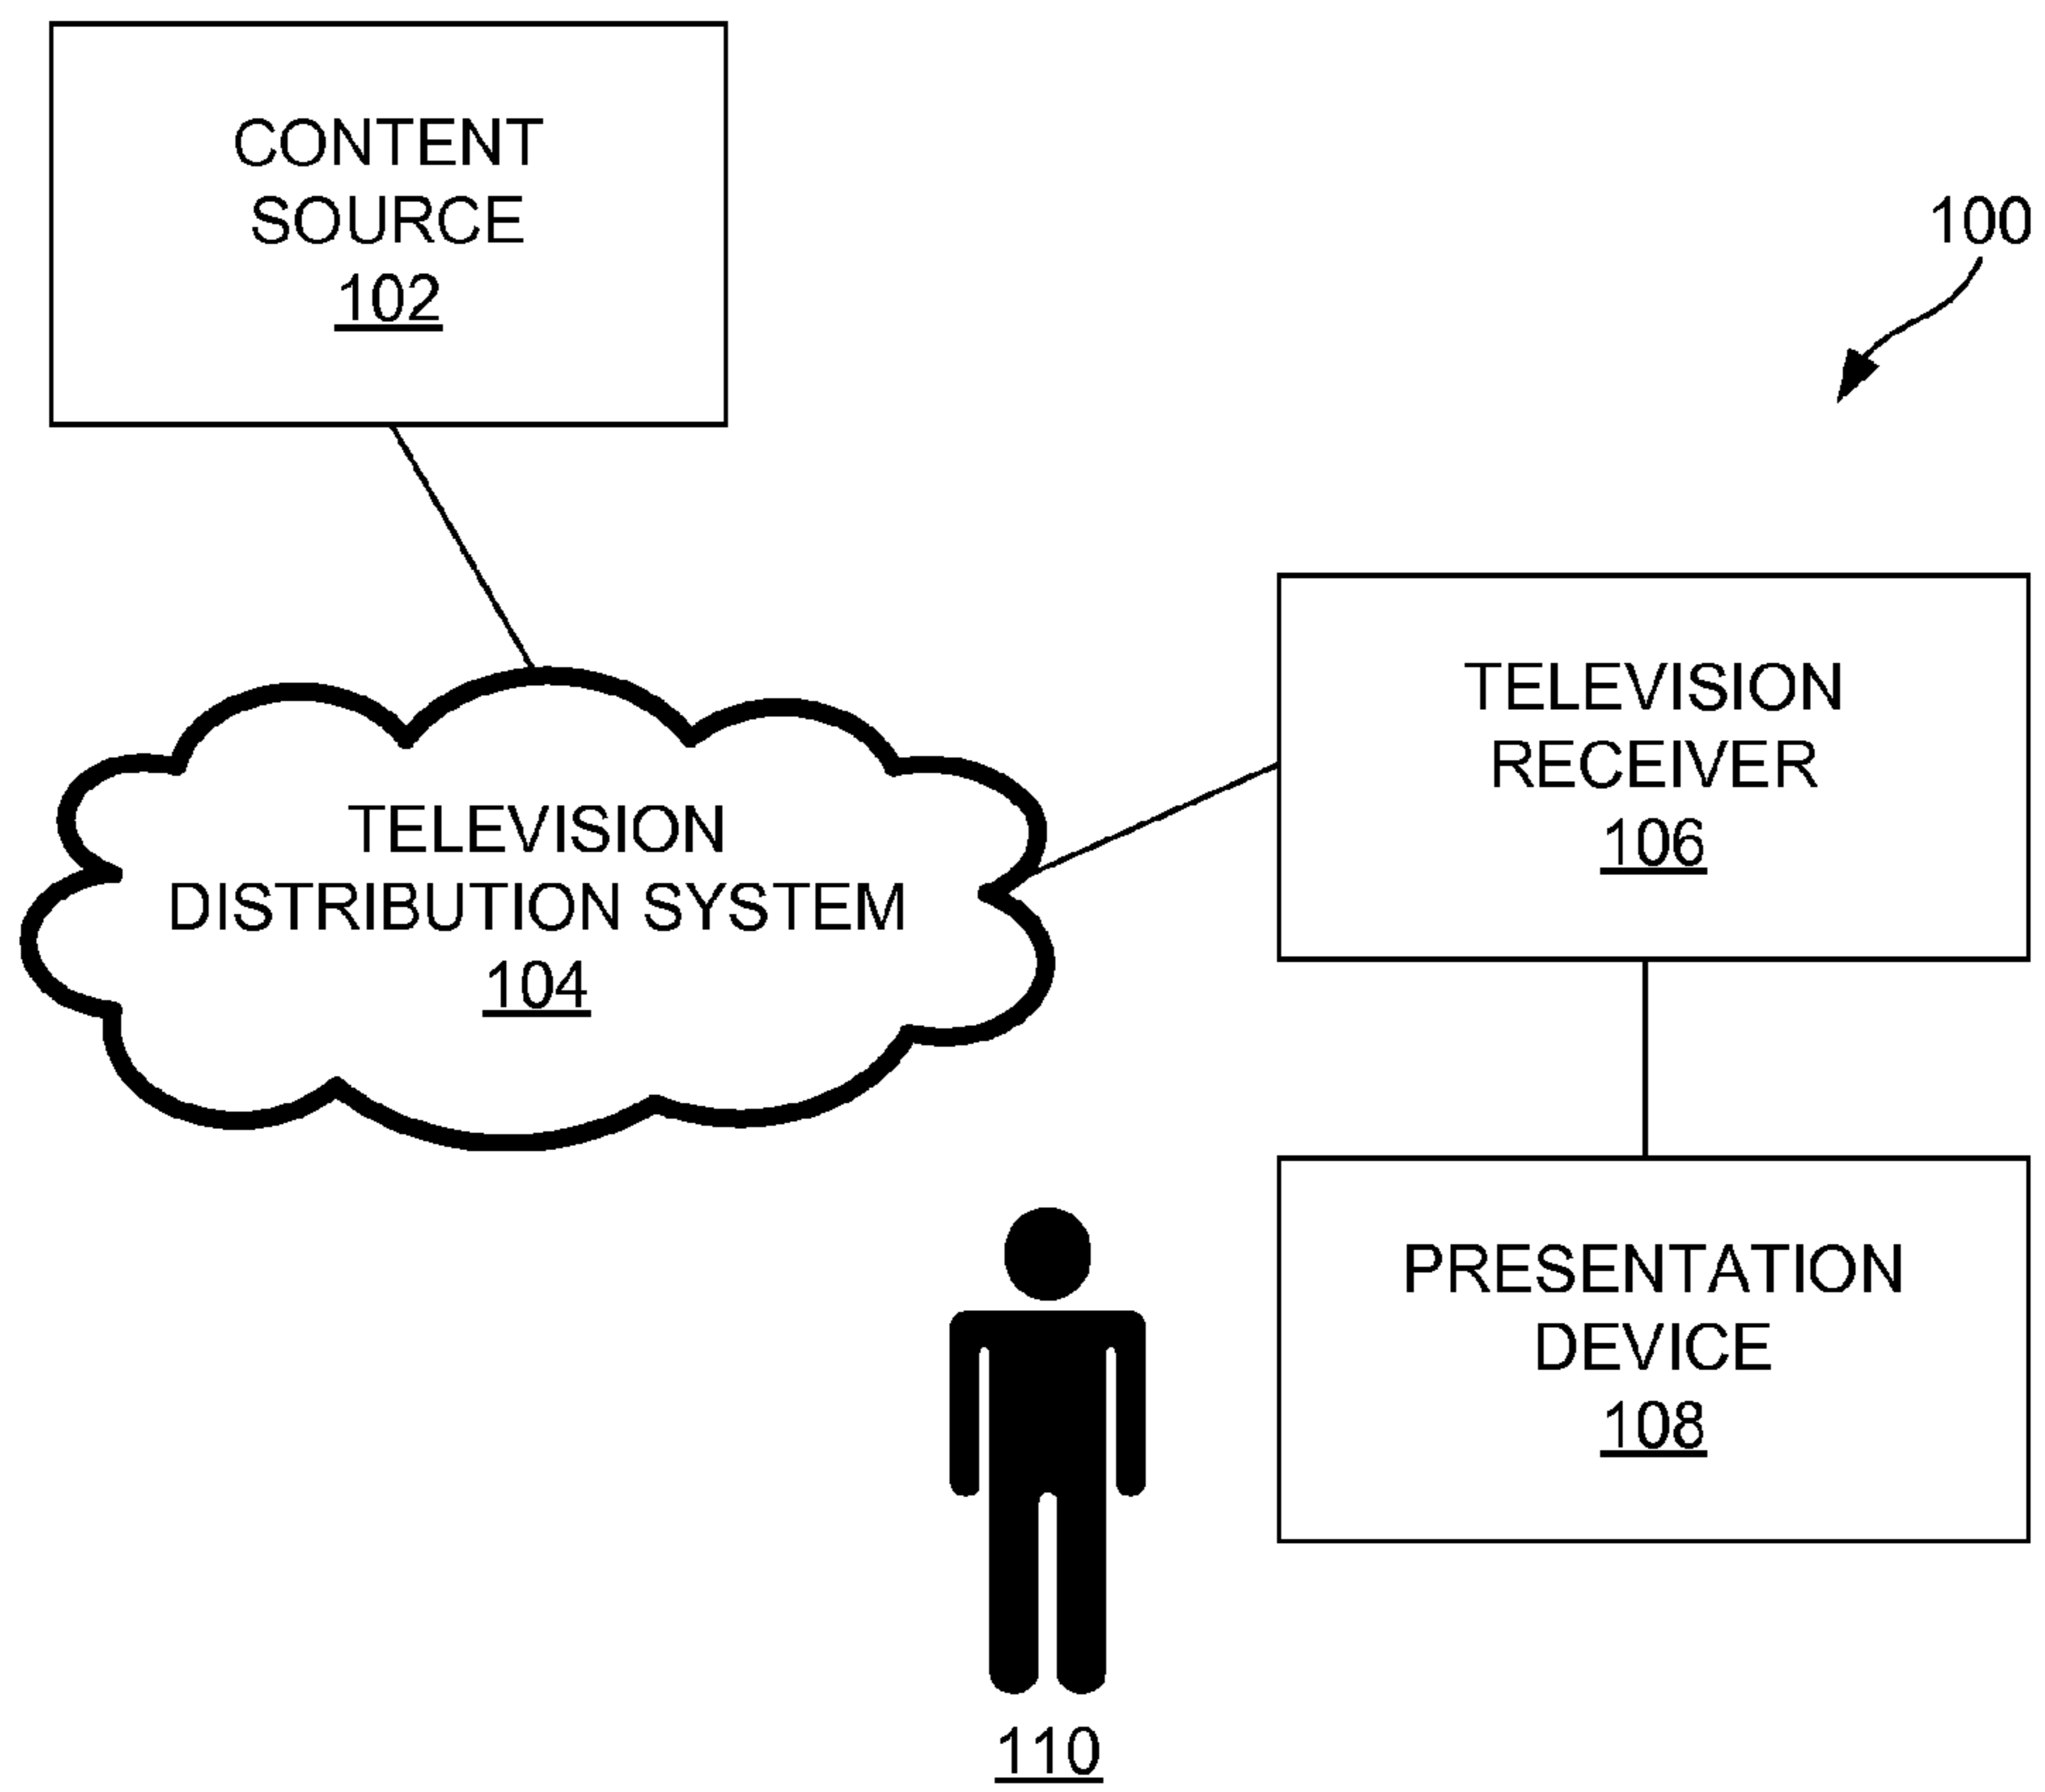 CONTENT
SOURCE
102
100
TELEVISION
RECEIVER
106
TELEVISION
DISTRIBUTION SYSTEM
104
PRESENTATION
DEVICE
108
110